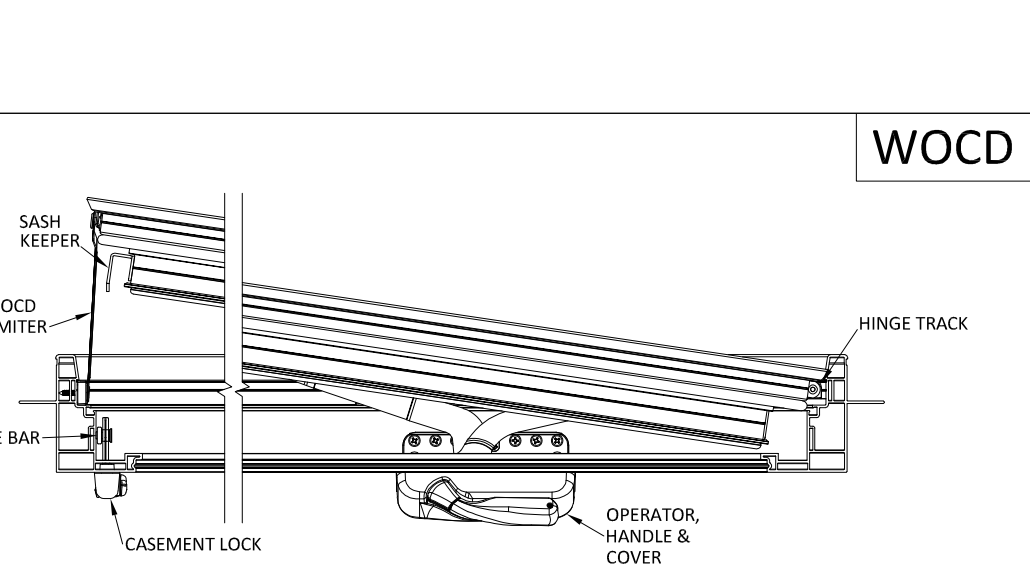 WOCD
SASH
KEEPER
OCD
MITER
HINGE TRACK
E BAR
OPERATOR,
HANDLE &
COVER
CASEMENT LOCK